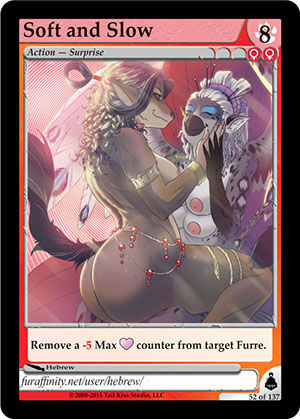 Soft and Slow
8
Action — Surprise
Remove a -5 Max counter from target Furre.
Hebrew
furaffinity.net/user/hebrew/
52 of 137
© 2008-2015 Tail Kiss Studio, LLC